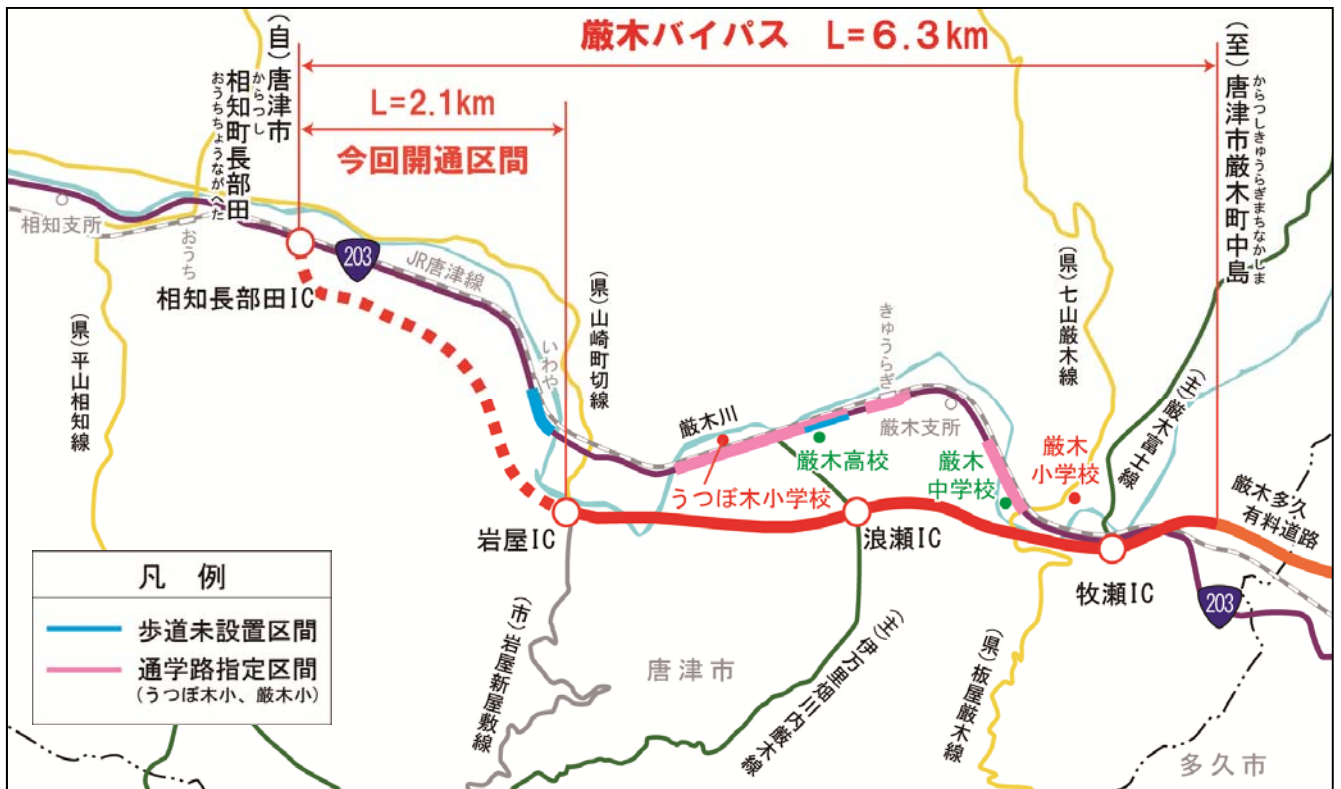 厳木バイパス L=6.3km
L=2.1km
今回開通区間
(自)唐津市
からつし
相知町長部田
おうちちょうながへた
(至)唐津市厳木町中島
からつしきゅうらぎまちなかしま
相知支所
おうち
203
JR唐津線
相知長部田IC
(県)平山相知線
いわや
(県)山崎町切線
厳木川
きゅうらぎ
厳木支所
(県)七山厳木線
(主)厳木富士線
うつぼ木小学校
厳木高校
厳木
中学校
厳木
小学校
厳木多久
有料道路
岩屋IC
浪瀬IC
牧瀬IC
203
凡 例
歩道未設置区間
通学路指定区間
(うつぼ木小、厳木小)
(市)岩屋新屋敷線
唐津市
(主)伊万里畑川内厳木線
(県)板屋厳木線
多久市